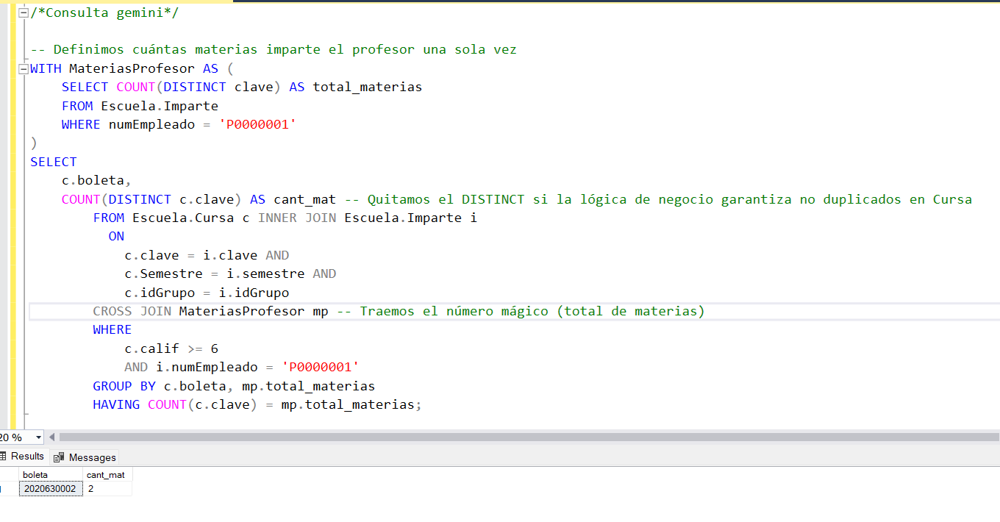 /*Consulta gemini*/
-- Definimos cuántas materias imparte el profesor una sola vez
WITH MateriasProfesor AS (
SELECT COUNT(DISTINCT clave) AS total_materias
FROM Escuela.Imparte
WHERE numEmpleado = 'P0000001'
)
SELECT
c.boleta,
COUNT(DISTINCT c.clave) AS cant_mat -- Quitamos el DISTINCT si la lógica de negocio garantiza no duplicados en Cursa
FROM Escuela.Cursa c INNER JOIN Escuela.Imparte i
ON
c.clave = i.clave AND
c.Semestre = i.semestre AND
c.idGrupo = i.idGrupo
CROSS JOIN MateriasProfesor mp -- Traemos el número mágico (total de materias)
WHERE
c.calif >= 6
AND i.numEmpleado = 'P0000001'
GROUP BY c.boleta, mp.total_materias
HAVING COUNT(c.clave) = mp.total_materias;
20 %
Results Messages
boleta cant_mat
2020630002 2